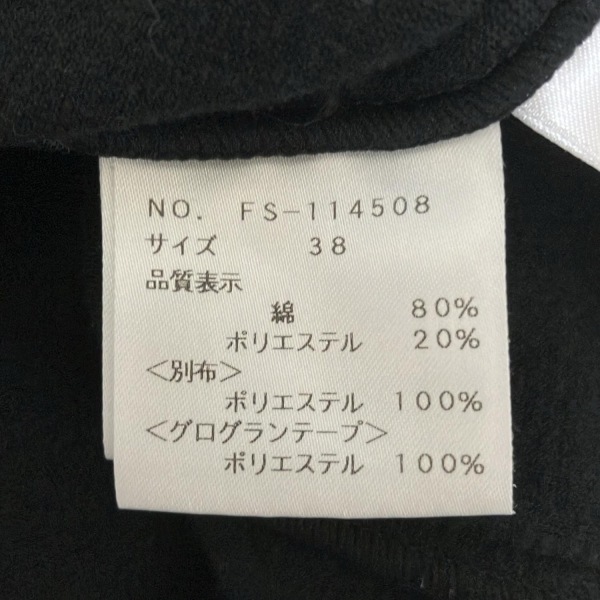 NO. FS-114508
サイズ 38
品質表示
綿 80%
ポリエステル 20%
<別布>
ポリエステル 100%
<グログランテープ>
ポリエステル 100%